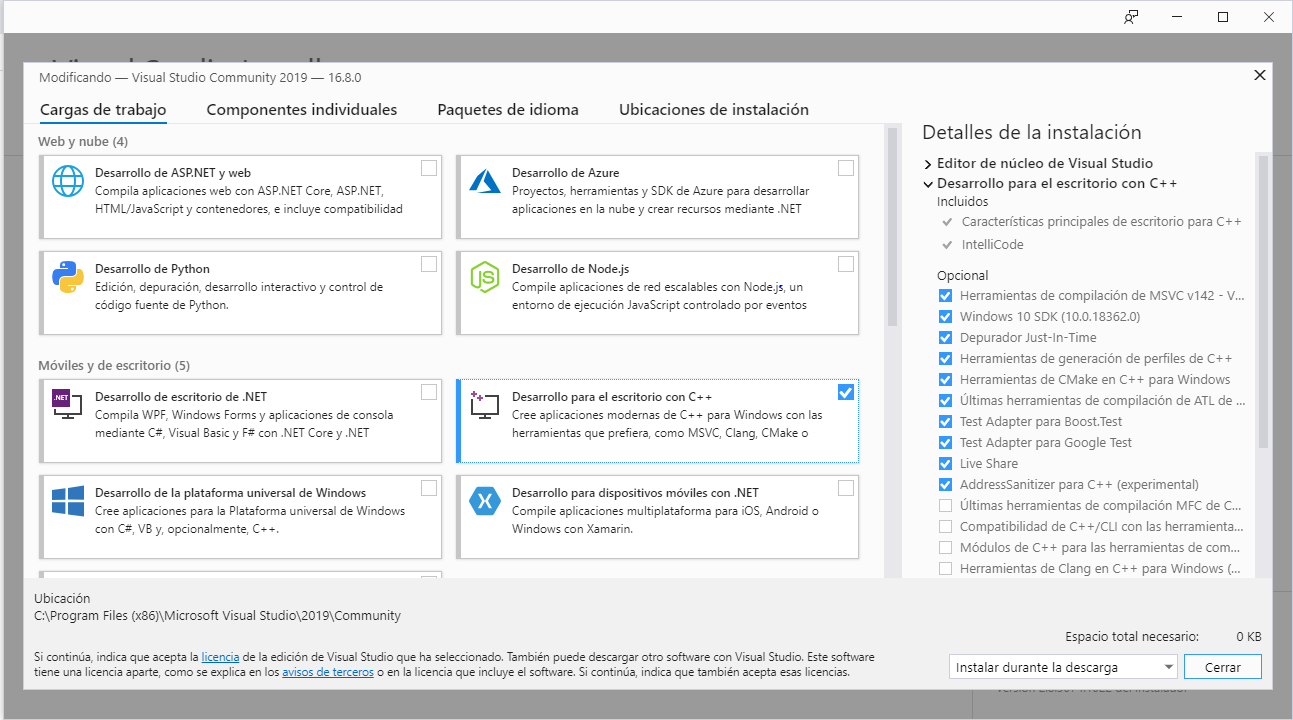 Modificando — Visual Studio Community 2019 — 16.8.0
Cargas de trabajo
Componentes individuales
Paquetes de idioma
Ubicaciones de instalación
Web y nube (4)
Desarrollo de ASP.NET y web
Compila aplicaciones web con ASP.NET Core, ASP.NET,
HTML/JavaScript y contenedores, e incluye compatibilidad
Desarrollo de Azure
Proyectos, herramientas y SDK de Azure para desarrollar
aplicaciones en la nube y crear recursos mediante .NET
Desarrollo de Python
Edición, depuración, desarrollo interactivo y control de
código fuente de Python.
JS
Desarrollo de Node.js
Compile aplicaciones de red escalables con Node.js, un
entorno de ejecución JavaScript controlado por eventos
Móviles y de escritorio (5)
.NET
Desarrollo de escritorio de .NET
Compila WPF, Windows Forms y aplicaciones de consola
mediante C#, Visual Basic y F# con .NET Core y .NET
Desarrollo para el escritorio con C++
Cree aplicaciones modernas de C++ para Windows con las
herramientas que prefiera, como MSVC, Clang, CMake o
Desarrollo de la plataforma universal de Windows
Cree aplicaciones para la Plataforma universal de Windows
con C#, VB y, opcionalmente, C++.
Desarrollo para dispositivos móviles con .NET
Compile aplicaciones multiplataforma para iOS, Android o
Windows con Xamarin.
Detalles de la instalación
Editor de núcleo de Visual Studio
Desarrollo para el escritorio con C++
Incluidos
Características principales de escritorio para C++
IntelliCode
Opcional
Herramientas de compilación de MSVC v142 - V...
Windows 10 SDK (10.0.18362.0)
Depurador Just-In-Time
Herramientas de generación de perfiles de C++
Herramientas de CMake en C++ para Windows
Últimas herramientas de compilación de ATL de ...
Test Adapter para Boost.Test
Test Adapter para Google Test
Live Share
AddressSanitizer para C++ (experimental)
Últimas herramientas de compilación MFC de C...
Compatibilidad de C++/CLI con las herramienta...
Módulos de C++ para las herramientas de com...
Herramientas de Clang en C++ para Windows (...
Ubicación
C:\Program Files (x86)\Microsoft Visual Studio\2019\Community
Si continúa, indica que acepta la licencia de la edición de Visual Studio que ha seleccionado. También puede descargar otro software con Visual Studio. Este software
tiene una licencia aparte, como se explica en los avisos de terceros o en la licencia que incluye el software. Si continúa, indica que también acepta esas licencias.
Espacio total necesario: 0 KB
Instalar durante la descarga
Cerrar